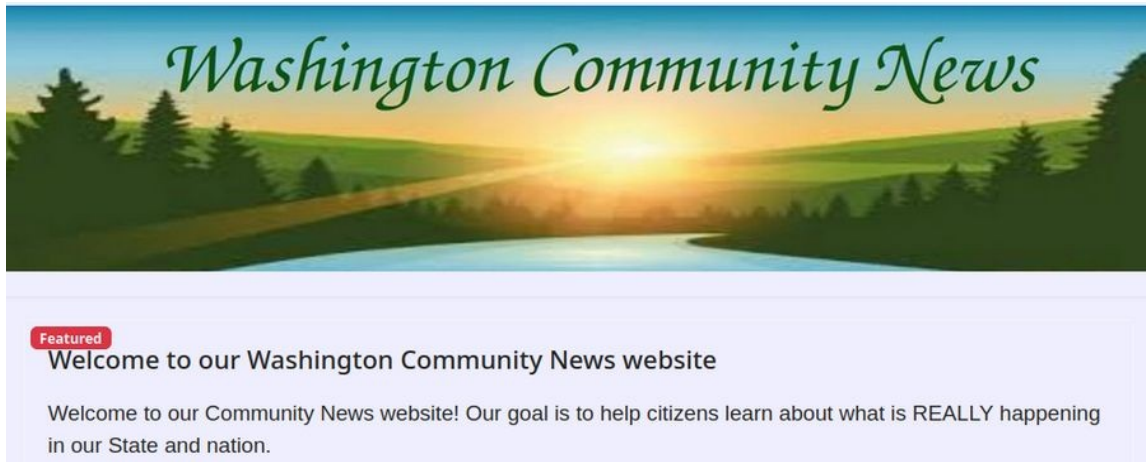 Washington Community News
Featured
Welcome to our Washington Community News website
Welcome to our Community News website! Our goal is to help citizens learn about what is REALLY happening
in our State and nation.